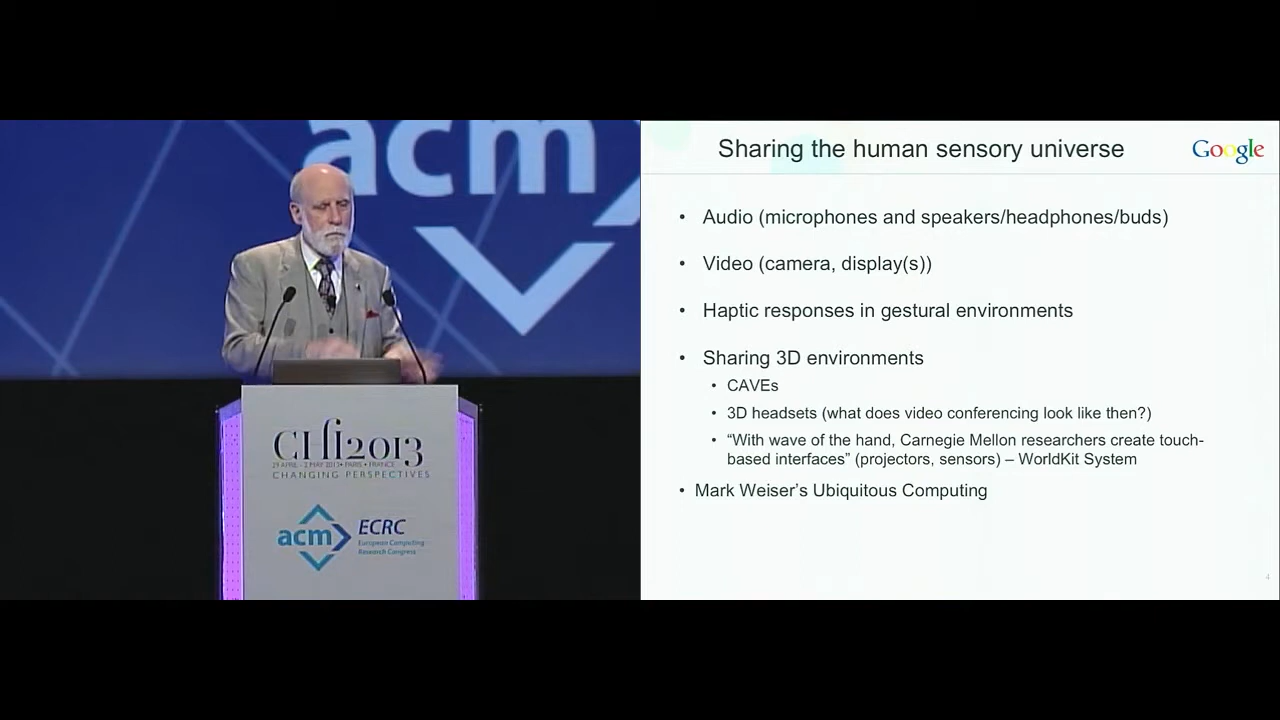 acm
CHI2013
29 APRIL - 2 MAY 2013 • PARIS • FRANCE
CHANGING PERSPECTIVES
acm
ECRC
European Computing
Research Congress
Sharing the human sensory universe
Google
• Audio (microphones and speakers/headphones/buds)
• Video (camera, display(s))
• Haptic responses in gestural environments
• Sharing 3D environments
• CAVEs
• 3D headsets (what does video conferencing look like then?)
• “With wave of the hand, Carnegie Mellon researchers create touch-
based interfaces” (projectors, sensors) – WorldKit System
• Mark Weiser’s Ubiquitous Computing
4